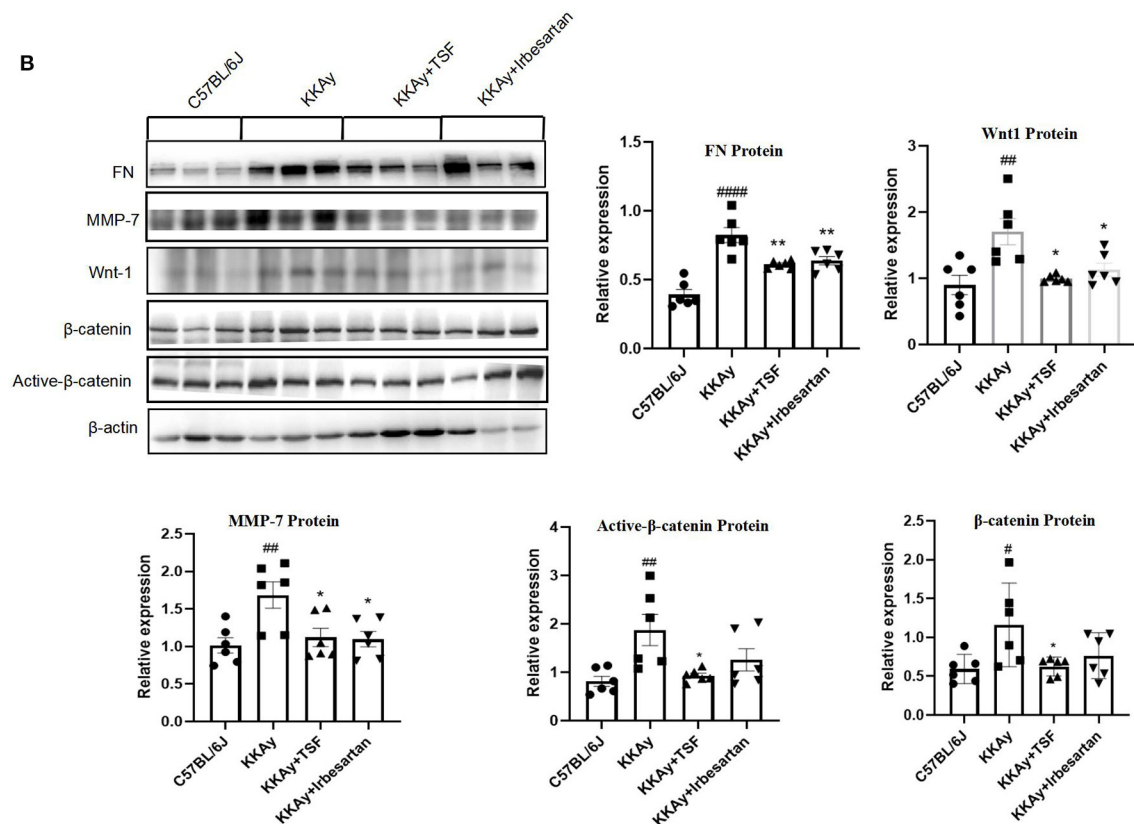 B
C57BL/6J
KKAy
KKAy+TSF
KKAy+Irbesartan
FN
MMP-7
Wnt-1
β-catenin
Active-β-catenin
β-actin
FN Protein
Relative expression
1.5
1.0
0.5
0.0
####
**
**
C57BL/6J
KKAy
KKAy+TSF
KKAy+Irbesartan
Wnt1 Protein
Relative expression
3
2
1
0
##
*
*
C57BL/6J
KKAy
KKAy+TSF
KKAy+Irbesartan
MMP-7 Protein
Relative expression
2.5
2.0
1.5
1.0
0.5
0.0
##
*
*
C57BL/6J
KKAy
KKAy+TSF
KKAy+Irbesartan
Active-β-catenin Protein
Relative expression
4
3
2
1
0
##
*
C57BL/6J
KKAy
KKAy+TSF
KKAy+Irbesartan
β-catenin Protein
Relative expression
2.5
2.0
1.5
1.0
0.5
0.0
#
*
C57BL/6J
KKAy
KKAy+TSF
KKAy+Irbesartan